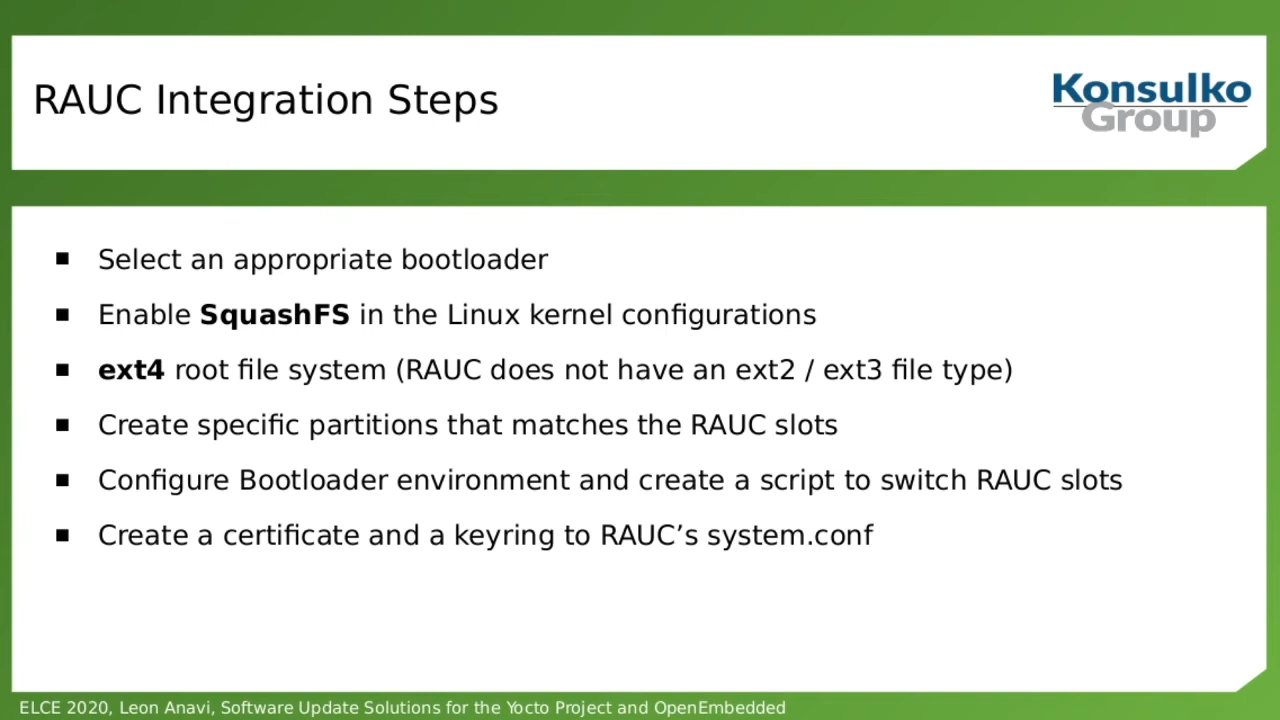 RAUC Integration Steps
Konsulko
Group
Select an appropriate bootloader
Enable SquashFS in the Linux kernel configurations
ext4 root file system (RAUC does not have an ext2 / ext3 file type)
Create specific partitions that matches the RAUC slots
Configure Bootloader environment and create a script to switch RAUC slots
Create a certificate and a keyring to RAUC’s system.conf
ELCE 2020, Leon Anavi, Software Update Solutions for the Yocto Project and OpenEmbedded